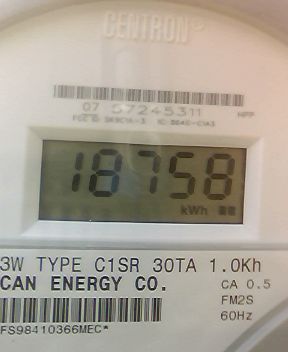 CENTRON®
07 57245311
18758
kWh
3W TYPE C1SR 30TA 1.0Kh
CAN ENERGY CO.
CA 0.5
FM2S
60Hz
FS98410366MEC*